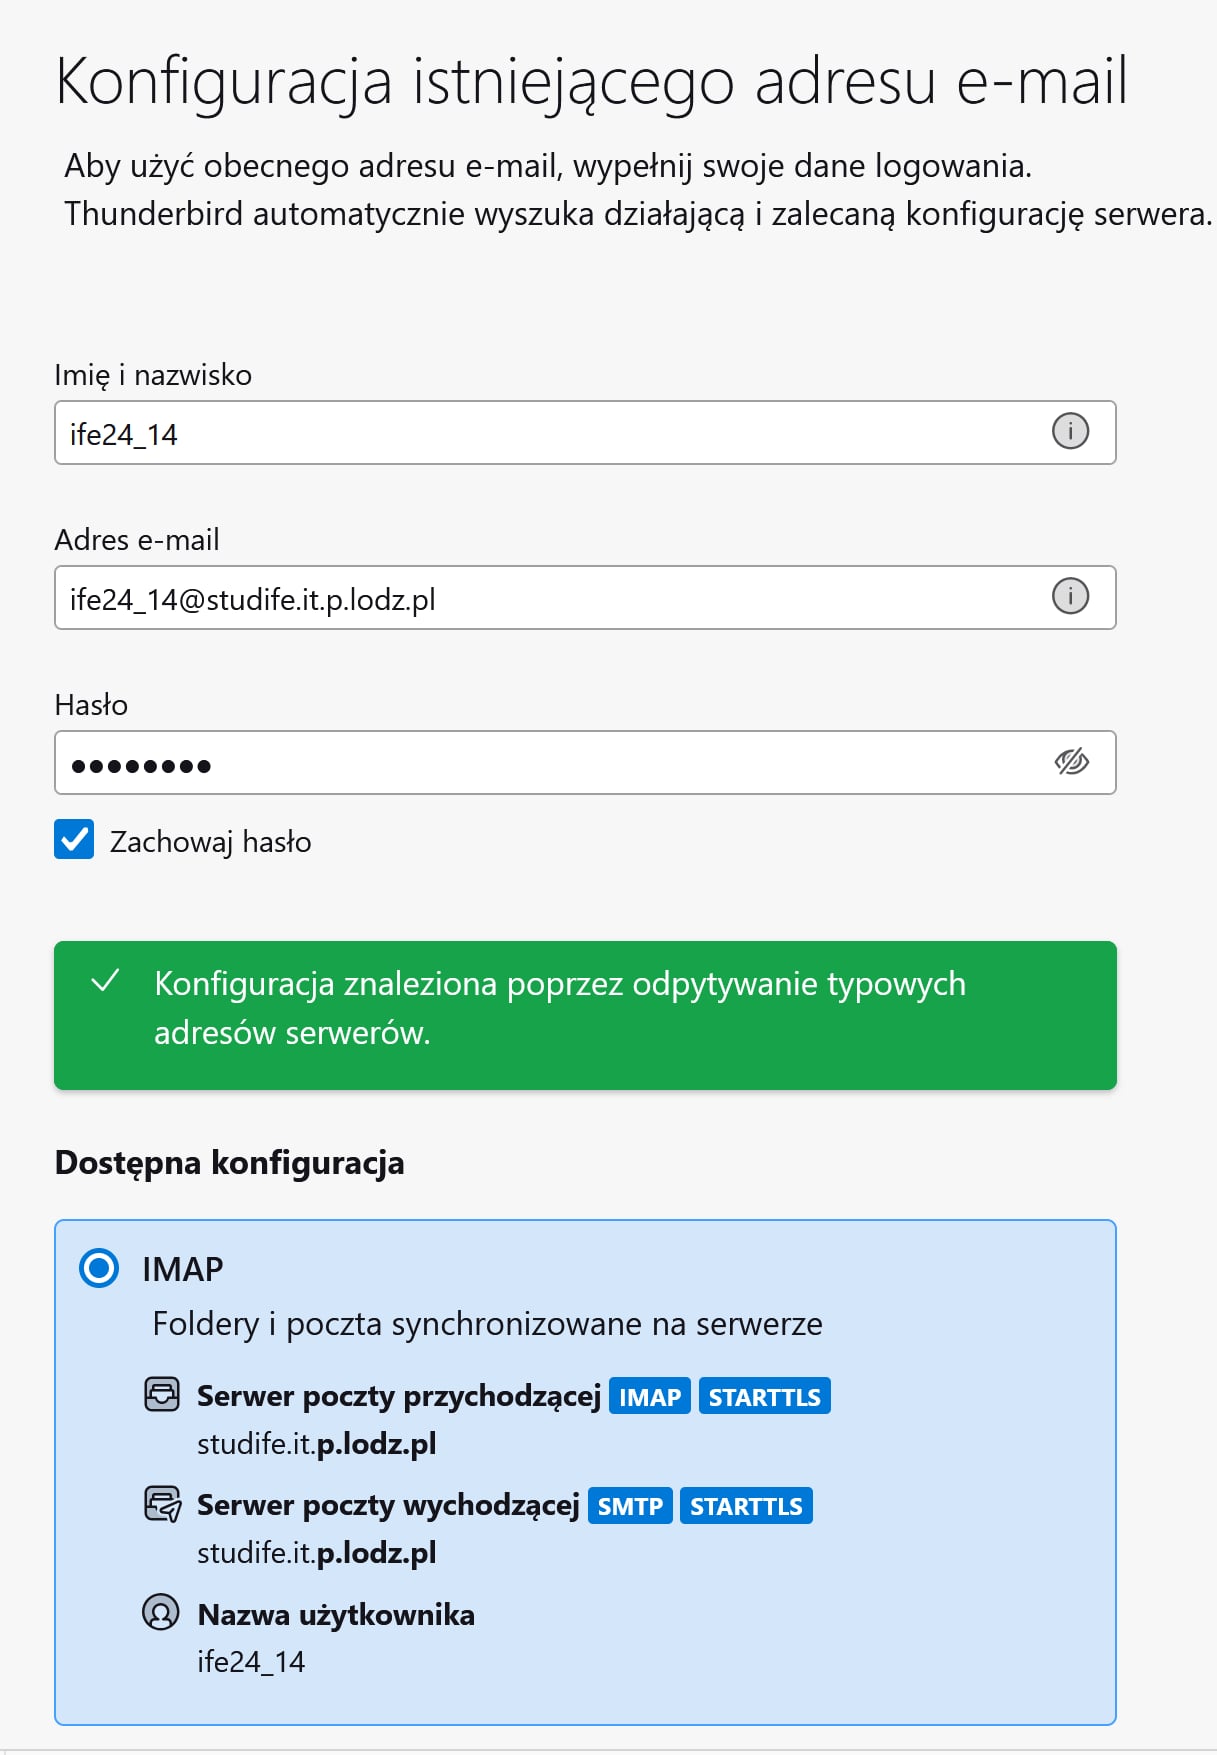 Konfiguracja istniejącego adresu e-mail
Aby użyć obecnego adresu e-mail, wypełnij swoje dane logowania.
Thunderbird automatycznie wyszuka działającą i zalecaną konfigurację serwera.
Imię i nazwisko
ife24_14
Adres e-mail
ife24_14@studife.it.p.lodz.pl
Hasło
••••••••
Zachowaj hasło
Konfiguracja znaleziona poprzez odpytywanie typowych
adresów serwerów.
Dostępna konfiguracja
IMAP
Foldery i poczta synchronizowane na serwerze
Serwer poczty przychodzącej IMAP STARTTLS
studife.it.p.lodz.pl
Serwer poczty wychodzącej SMTP STARTTLS
studife.it.p.lodz.pl
Nazwa użytkownika
ife24_14